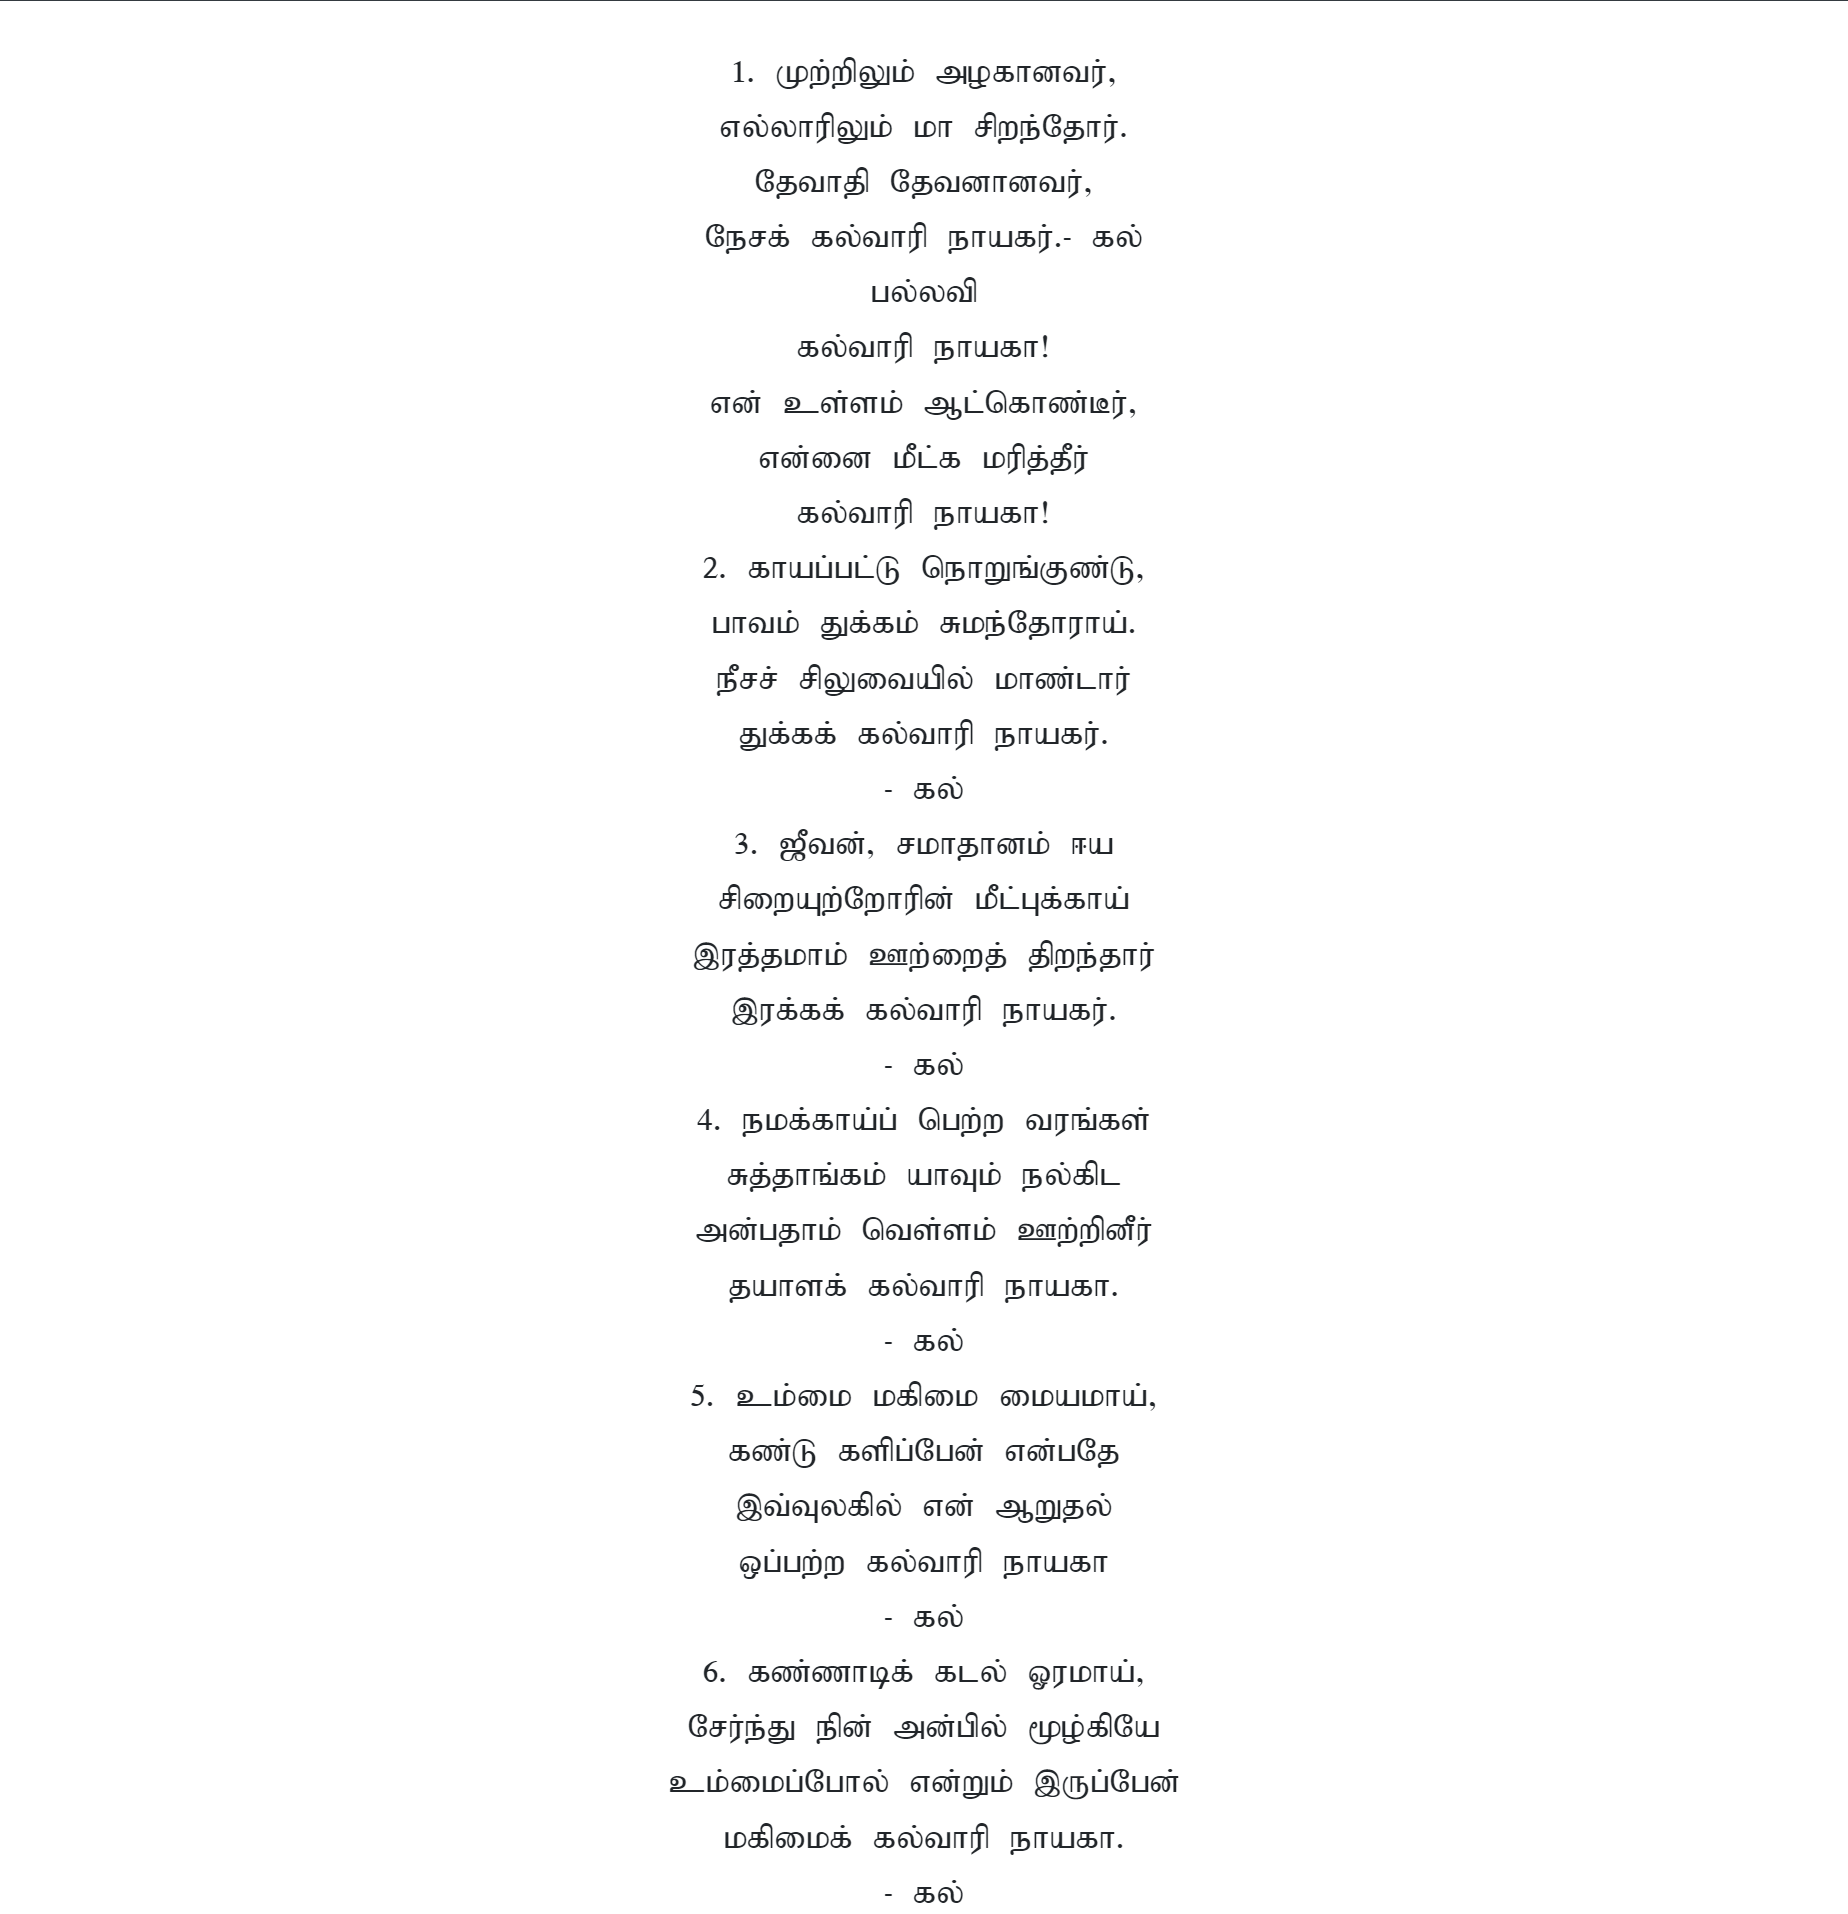 1. முற்றிலும் அழகானவர்,
எல்லாரிலும் மா சிறந்தோர்.
தேவாதி தேவனானவர்,
நேசக் கல்வாரி நாயகர்.- கல்
பல்லவி
கல்வாரி நாயகா!
என் உள்ளம் ஆட்கொண்டீர்,
என்னை மீட்க மரித்தீர்
கல்வாரி நாயகா!
2. காயப்பட்டு நொறுங்குண்டு,
பாவம் துக்கம் சுமந்தோராய்.
நீசச் சிலுவையில் மாண்டார்
துக்கக் கல்வாரி நாயகர்.
- கல்
3. ஜீவன், சமாதானம் ஈய
சிறையுற்றோரின் மீட்புக்காய்
இரத்தமாம் ஊற்றைத் திறந்தார்
இரக்கக் கல்வாரி நாயகர்.
- கல்
4. நமக்காய்ப் பெற்ற வரங்கள்
சுத்தாங்கம் யாவும் நல்கிட
அன்பதாம் வெள்ளம் ஊற்றினீர்
தயாளக் கல்வாரி நாயகா.
- கல்
5. உம்மை மகிமை மையமாய்,
கண்டு களிப்பேன் என்பதே
இவ்வுலகில் என் ஆறுதல்
ஒப்பற்ற கல்வாரி நாயகா
- கல்
6. கண்ணாடிக் கடல் ஓரமாய்,
சேர்ந்து நின் அன்பில் மூழ்கியே
உம்மைப்போல் என்றும் இருப்பேன்
மகிமைக் கல்வாரி நாயகா.
- கல்